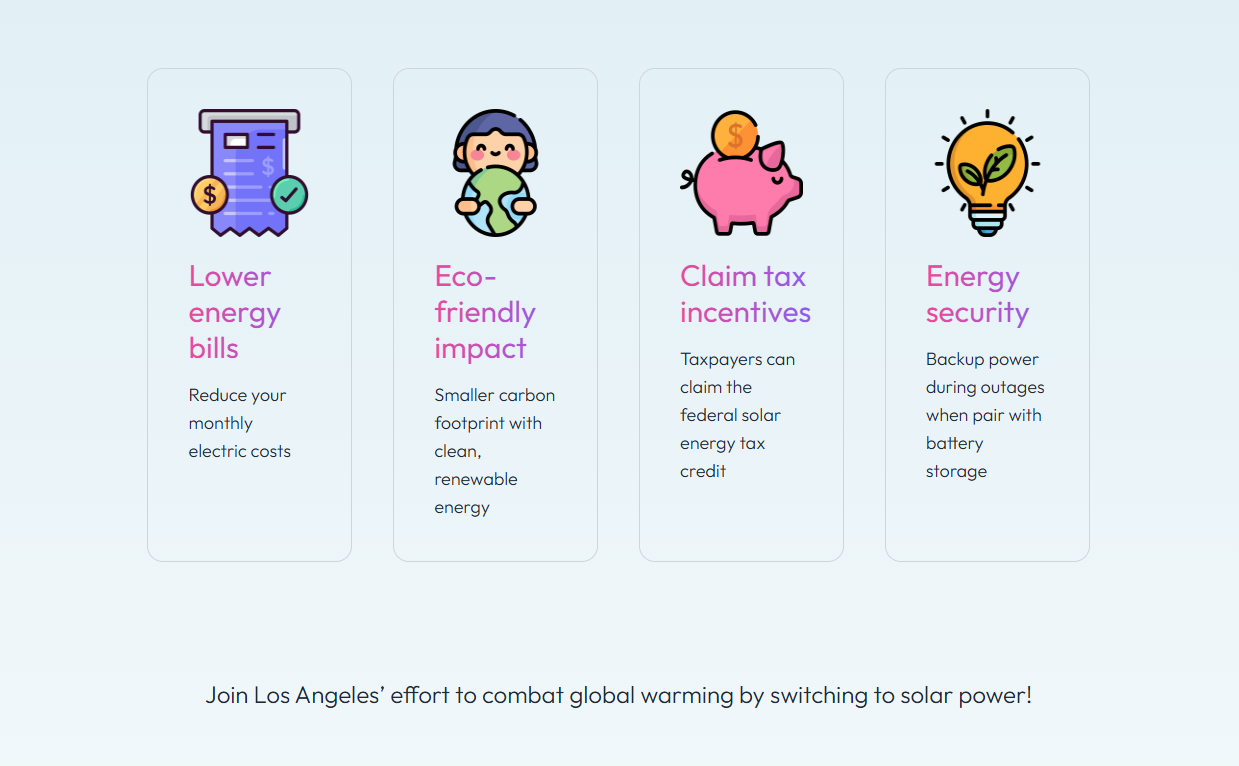 $
$
Lower
energy
bills
Reduce your
monthly
electric costs
Eco-
friendly
impact
Smaller carbon
footprint with
clean,
renewable
energy
$
Claim tax
incentives
Taxpayers can
claim the
federal solar
energy tax
credit
Energy
security
Backup power
during outages
when pair with
battery
storage
Join Los Angeles’ effort to combat global warming by switching to solar power!